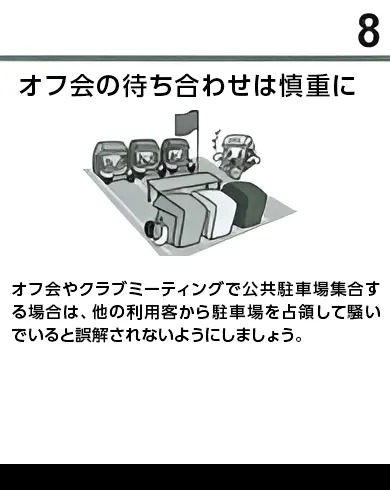 8
オフ会の待ち合わせは慎重に
オフ会やクラブミーティングで公共駐車場集合す
る場合は、他の利用客から駐車場を占領して騒い
でいると誤解されないようにしましょう。